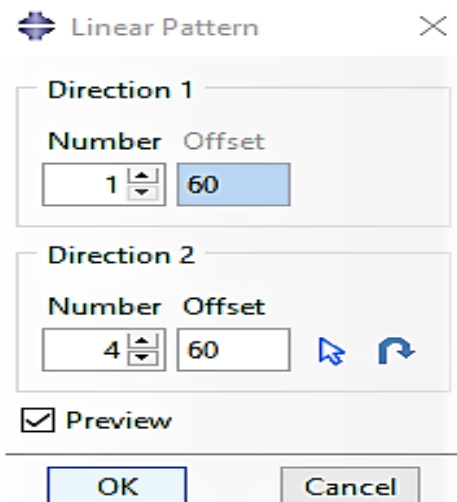 Linear Pattern
Direction 1
Number Offset
1 60
Direction 2
Number Offset
4 60
Preview
OK Cancel